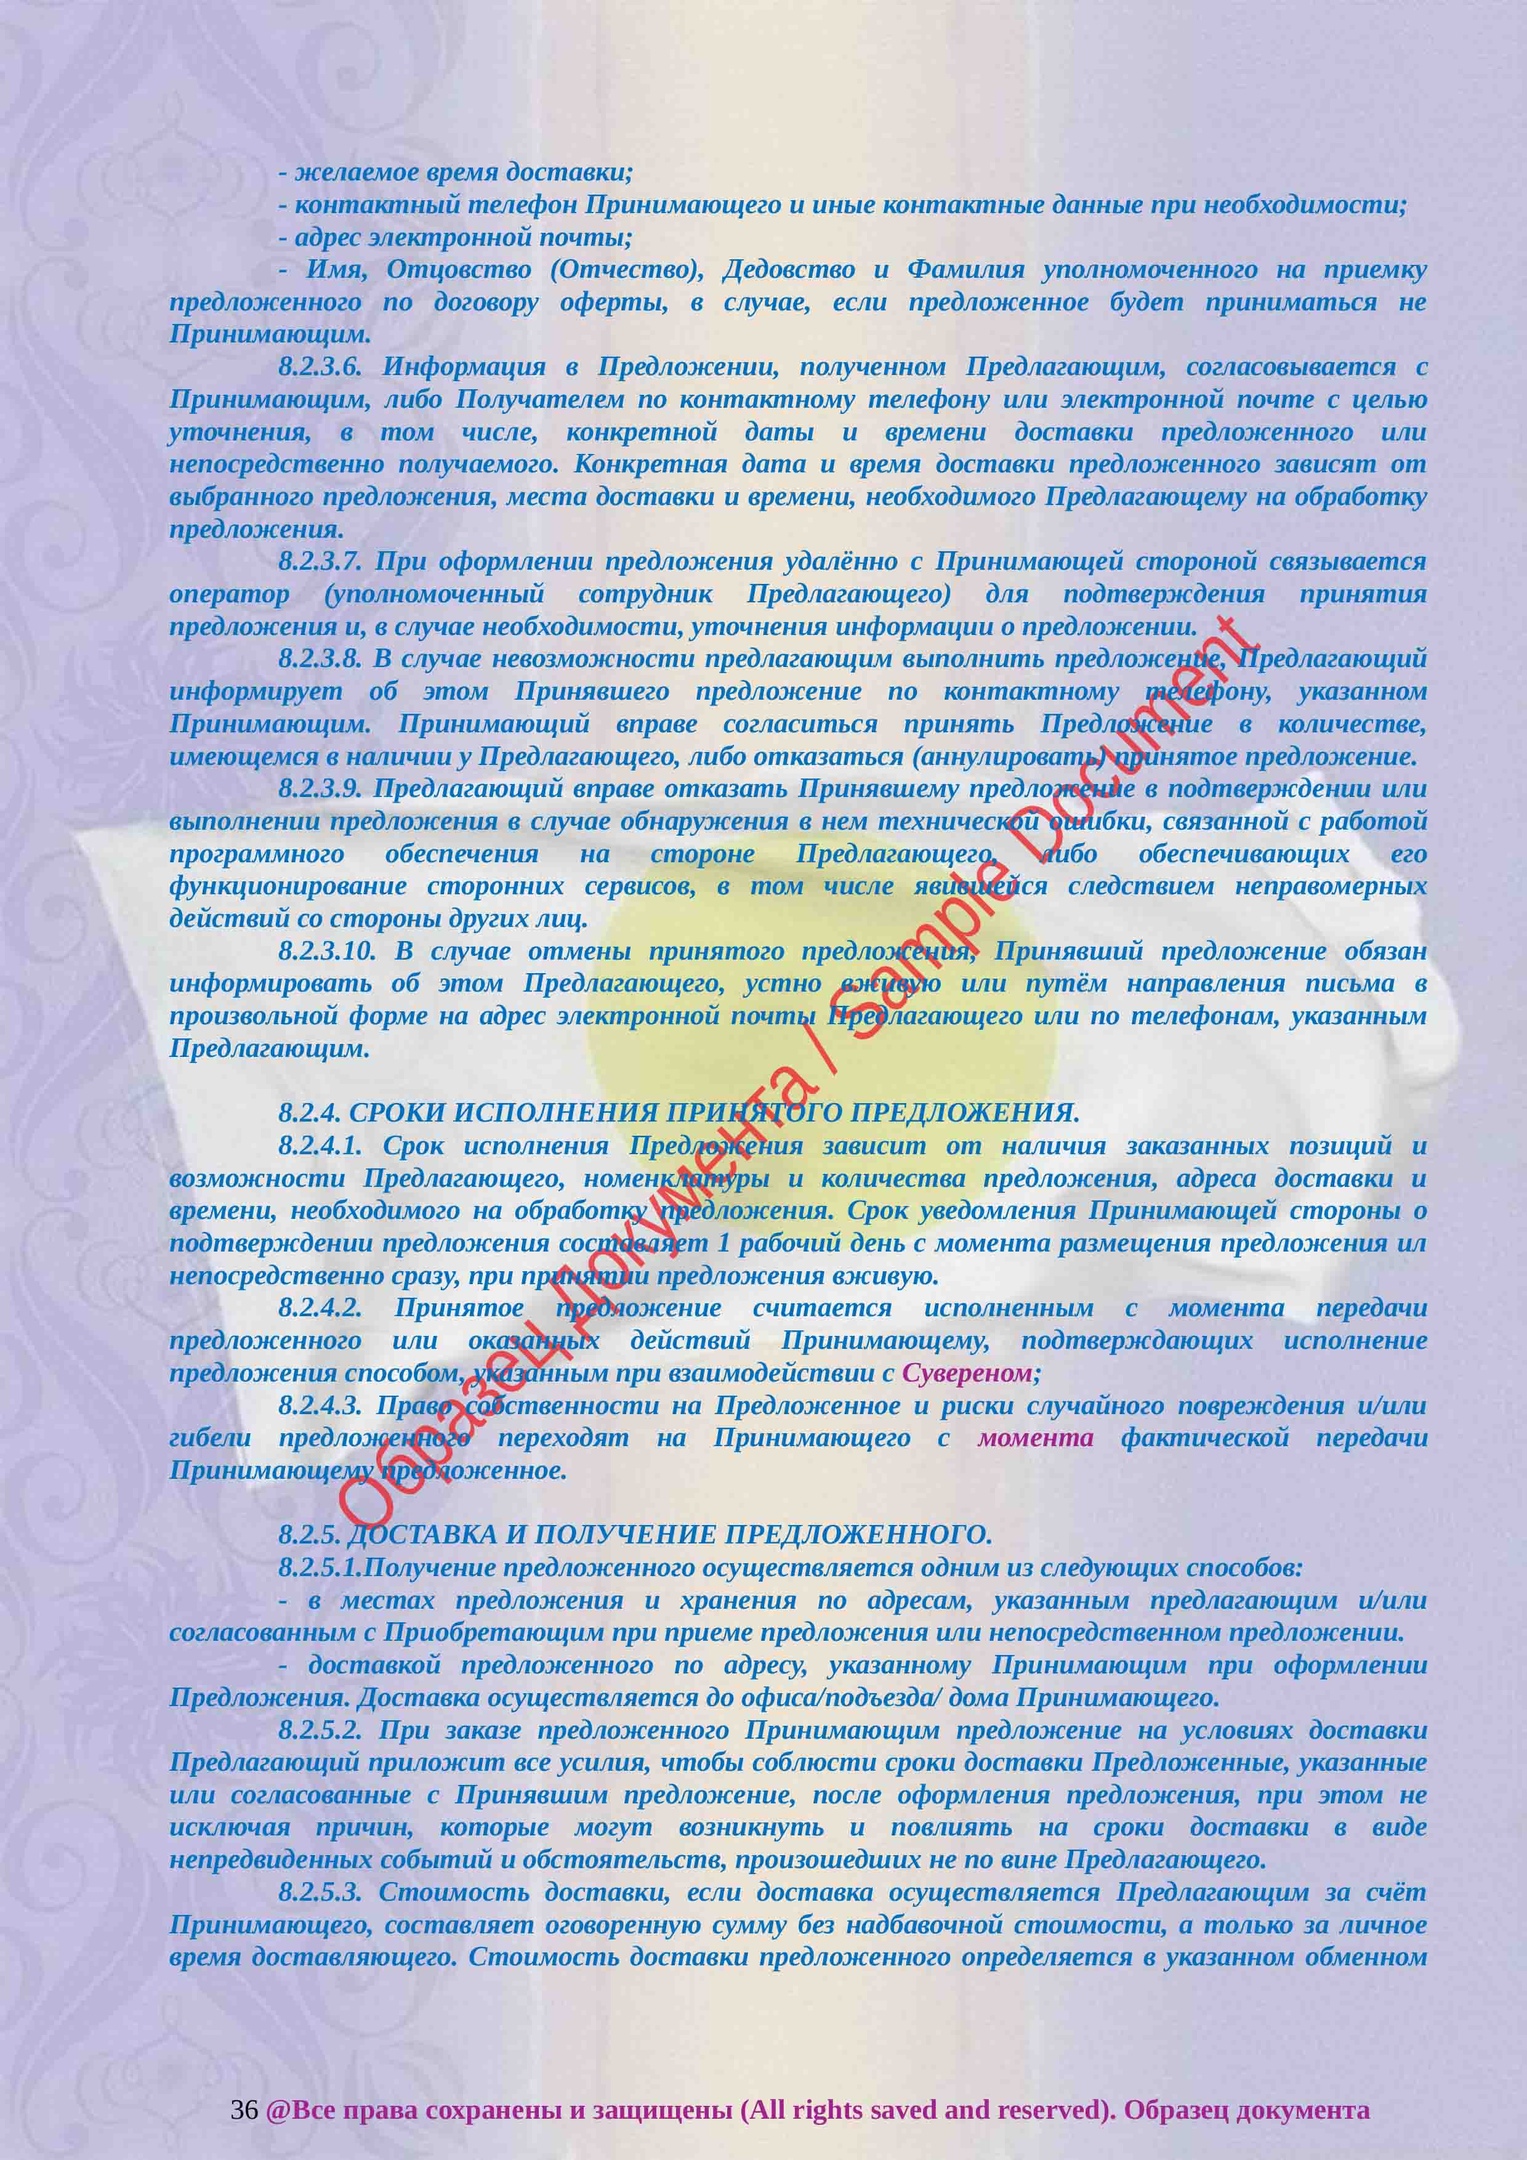 - желаемое время доставки;
- контактный телефон Принимающего и иные контактные данные при необходимости;
- адрес электронной почты;
- Имя, Отцовство (Отчество), Дедовство и Фамилия уполномоченного на приемку
предложенного по договору оферты, в случае, если предложенное будет приниматься не
Принимающим.
8.2.3.6. Информация в Предложении, полученном Предлагающим, согласовывается с
Принимающим, либо Получателем по контактному телефону или электронной почте с целью
уточнения, в том числе, конкретной даты и времени доставки предложенного или
непосредственно получаемого. Конкретная дата и время доставки предложенного зависят от
выбранного предложения, места доставки и времени, необходимого Предлагающему на обработку
предложения.
8.2.3.7. При оформлении предложения удалённо с Принимающей стороной связывается
оператор (уполномоченный сотрудник Предлагающего) для подтверждения принятия
предложения и, в случае необходимости, уточнения информации о предложении.
8.2.3.8. В случае невозможности предлагающим выполнить предложение, Предлагающий
информирует об этом Принявшего предложение по контактному телефону, указанном
Принимающим. Принимающий вправе согласиться принять Предложение в количестве,
имеющемся в наличии у Предлагающего, либо отказаться (аннулировать) принятое предложение.
8.2.3.9. Предлагающий вправе отказать Принявшему предложение в подтверждении или
выполнении предложения в случае обнаружения в нем технической ошибки, связанной с работой
программного обеспечения на стороне Предлагающего, либо обеспечивающих его
функционирование сторонних сервисов, в том числе явившейся следствием неправомерных
действий со стороны других лиц.
8.2.3.10. В случае отмены принятого предложения, Принявший предложение обязан
информировать об этом Предлагающего, устно вживую или путём направления письма в
произвольной форме на адрес электронной почты Предлагающего или по телефонам, указанным
Предлагающим.
8.2.4. СРОКИ ИСПОЛНЕНИЯ ПРИНЯТОГО ПРЕДЛОЖЕНИЯ.
8.2.4.1. Срок исполнения Предложения зависит от наличия заказанных позиций и
возможности Предлагающего, номенклатуры и количества предложения, адреса доставки и
времени, необходимого на обработку предложения. Срок уведомления Принимающей стороны о
подтверждении предложения составляет 1 рабочий день с момента размещения предложения ил
непосредственно сразу, при принятии предложения вживую.
8.2.4.2. Принятое предложение считается исполненным с момента передачи
предложенного или оказанных действий Принимающему, подтверждающих исполнение
предложения способом, указанным при взаимодействии с Сувереном;
8.2.4.3. Право собственности на Предложенное и риски случайного повреждения и/или
гибели предложенного переходят на Принимающего с момента фактической передачи
Принимающему предложенное.
8.2.5. ДОСТАВКА И ПОЛУЧЕНИЕ ПРЕДЛОЖЕННОГО.
8.2.5.1.Получение предложенного осуществляется одним из следующих способов:
- в местах предложения и хранения по адресам, указанным предлагающим и/или
согласованным с Приобретающим при приеме предложения или непосредственном предложении.
- доставкой предложенного по адресу, указанному Принимающим при оформлении
Предложения. Доставка осуществляется до офиса/подъезда/ дома Принимающего.
8.2.5.2. При заказе предложенного Принимающим предложение на условиях доставки
Предлагающий приложит все усилия, чтобы соблюсти сроки доставки Предложенные, указанные
или согласованные с Принявшим предложение, после оформления предложения, при этом не
исключая причин, которые могут возникнуть и повлиять на сроки доставки в виде
непредвиденных событий и обстоятельств, произошедших не по вине Предлагающего.
8.2.5.3. Стоимость доставки, если доставка осуществляется Предлагающим за счёт
Принимающего, составляет оговоренную сумму без надбавочной стоимости, а только за личное
время доставляющего. Стоимость доставки предложенного определяется в указанном обменном
Образец Документа / Sample Document
36 @Все права сохранены и защищены (All rights saved and reserved). Образец документа